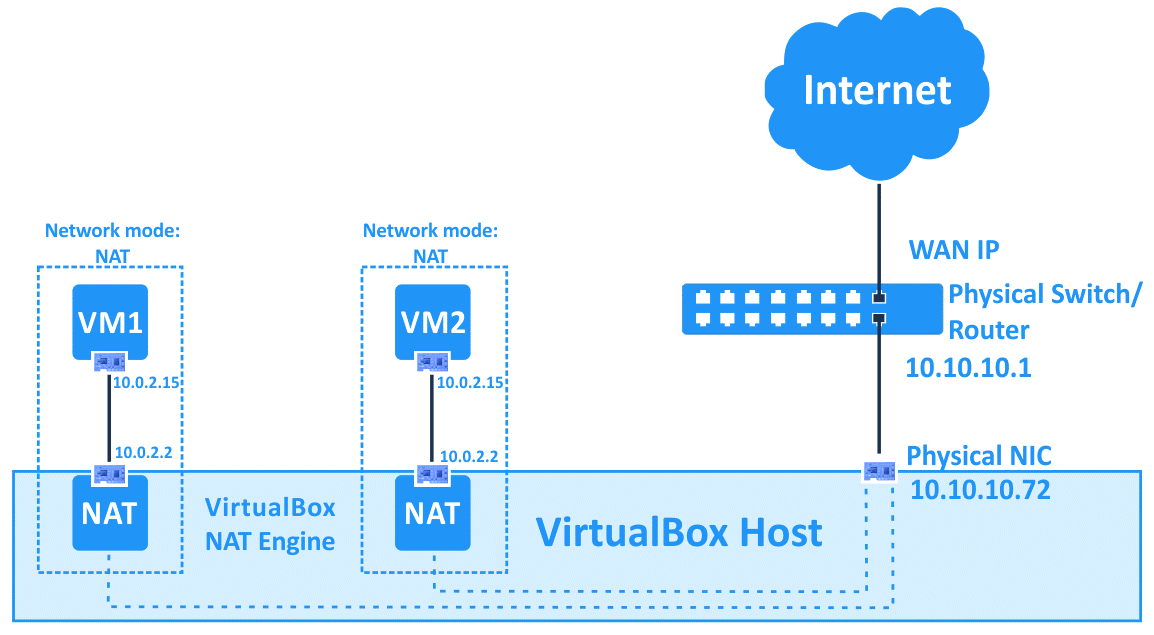 Internet
WAN IP
Physical Switch/
Router
10.10.10.1
Network mode:
NAT
VM1
10.0.2.15
10.0.2.2
NAT
Network mode:
NAT
VM2
10.0.2.15
10.0.2.2
NAT
VirtualBox
NAT Engine
VirtualBox Host
Physical NIC
10.10.10.72